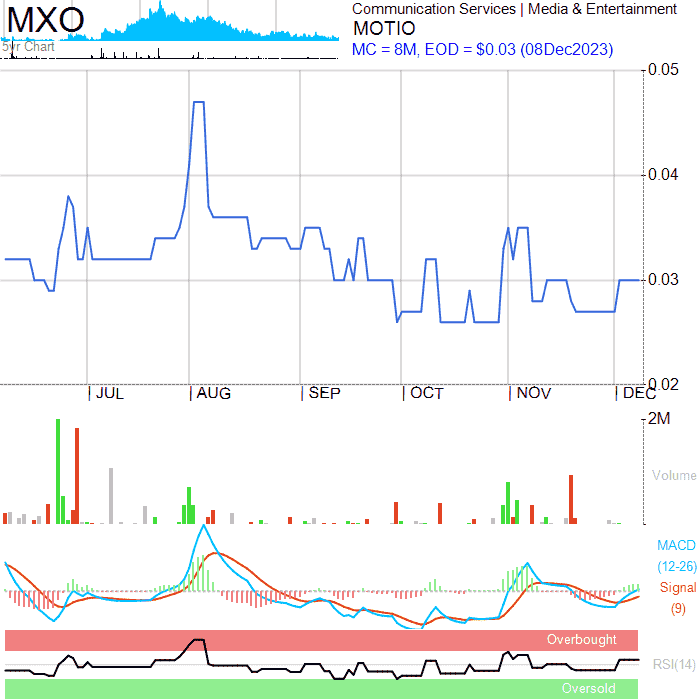 MXO
5yr Chart
Communication Services | Media & Entertainment
MOTIO
MC = 8M, EOD = $0.03 (08Dec2023)
0.05
0.04
0.03
0.02
JUL AUG SEP OCT NOV DEC
2M
Volume
MACD
(12-26)
Signal
(9)
Overbought
RSI(14)
Oversold